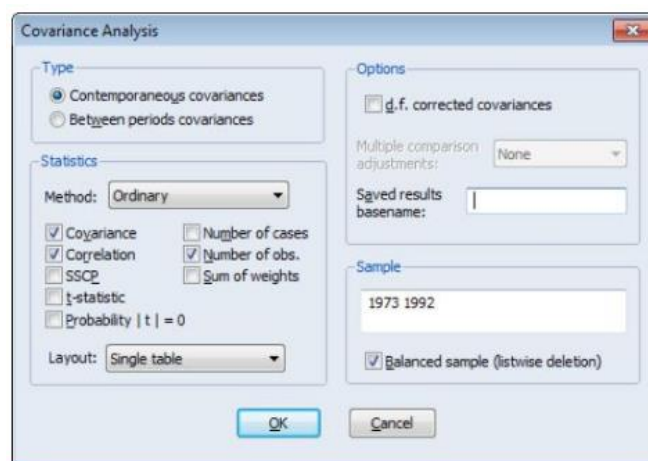 Covariance Analysis
Type
Contemporaneous covariances
Between periods covariances
Statistics
Method: Ordinary
Covariance
Number of cases
Correlation
Number of obs.
SSCP
Sum of weights
t-statistic
Probability | t | = 0
Layout: Single table
Options
d.f. corrected covariances
Multiple comparison
adjustments:
None
Saved results
basename:
Sample
1973 1992
Balanced sample (listwise deletion)
OK
Cancel